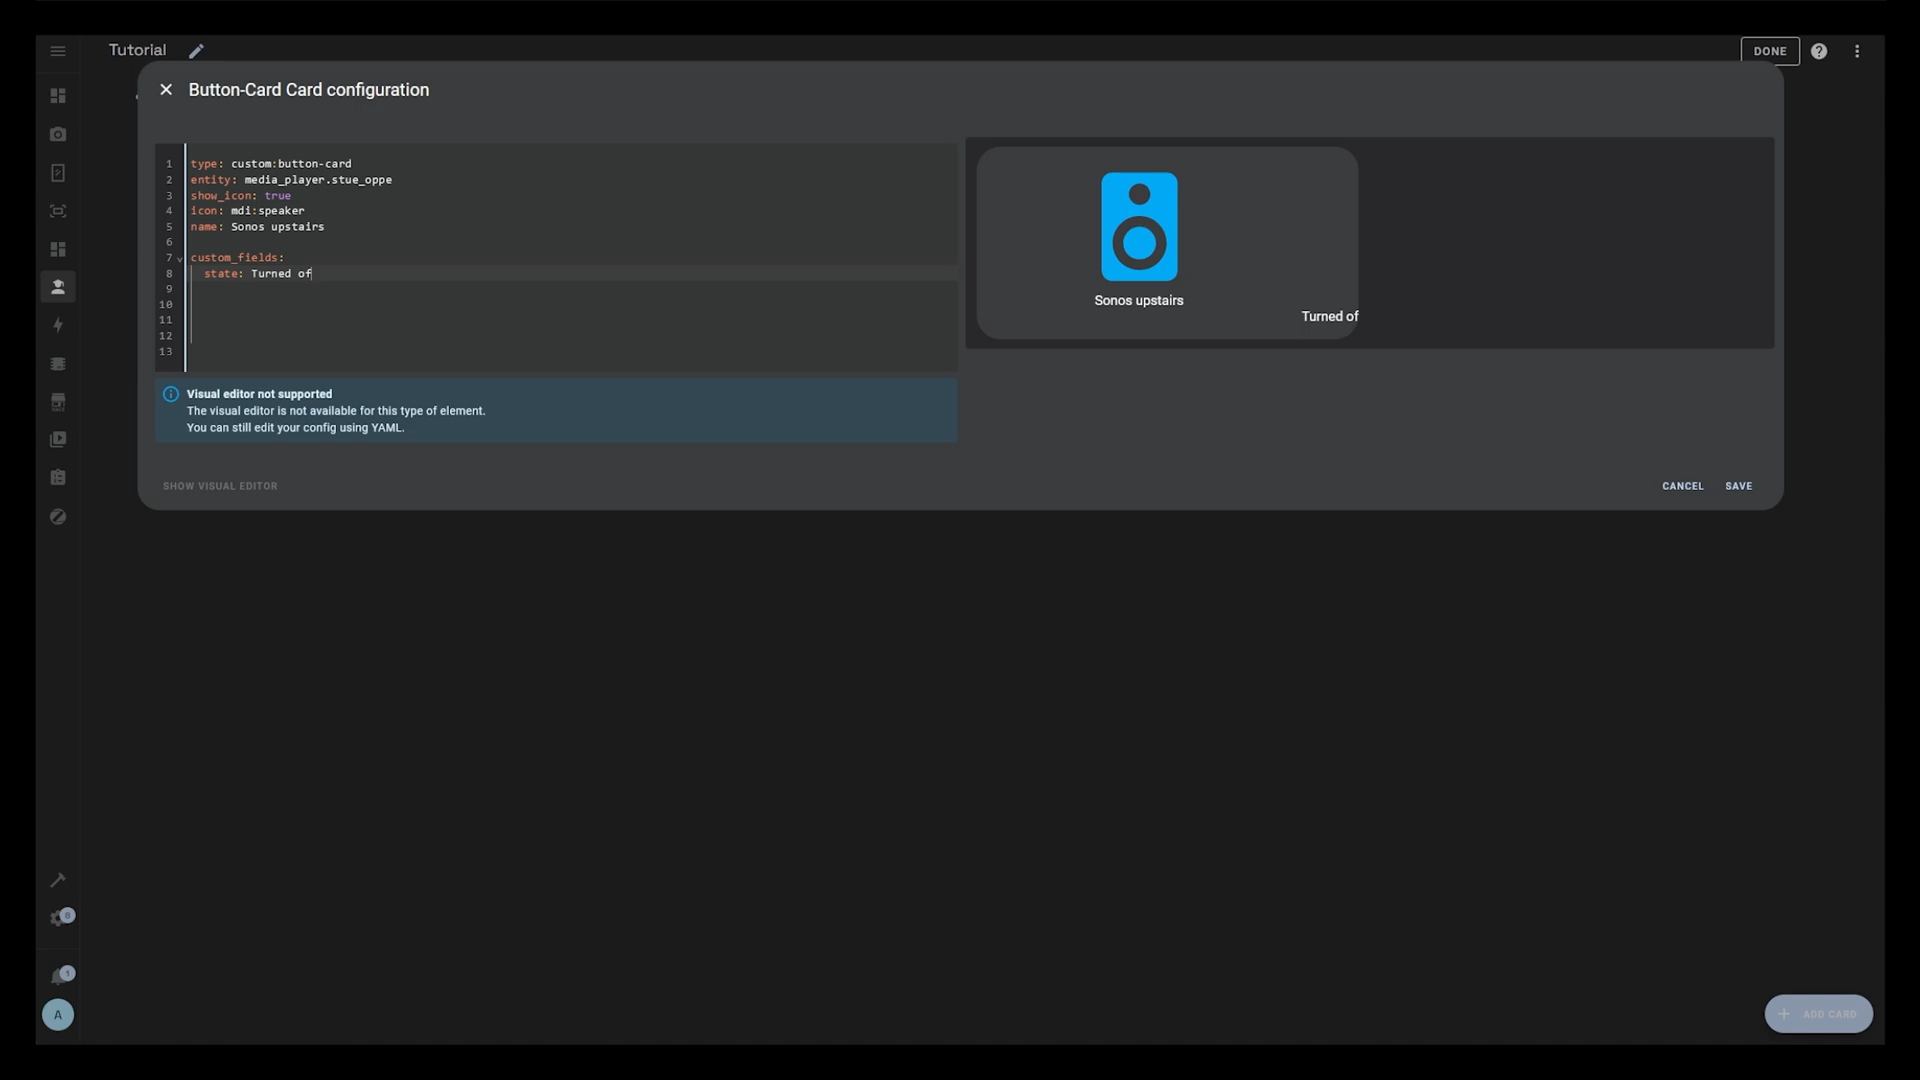 Tutorial
DONE
Button-Card Card configuration
1 type: custom:button-card
2 entity: media_player.stue_oppe
3 show_icon: true
4 icon: mdi:speaker
5 name: Sonos upstairs
6
7 custom_fields:
8 state: Turned of
9
10
11
12
13
Sonos upstairs
Turned of
Visual editor not supported
The visual editor is not available for this type of element.
You can still edit your config using YAML.
SHOW VISUAL EDITOR
CANCEL
SAVE
8
1
A
ADD CARD